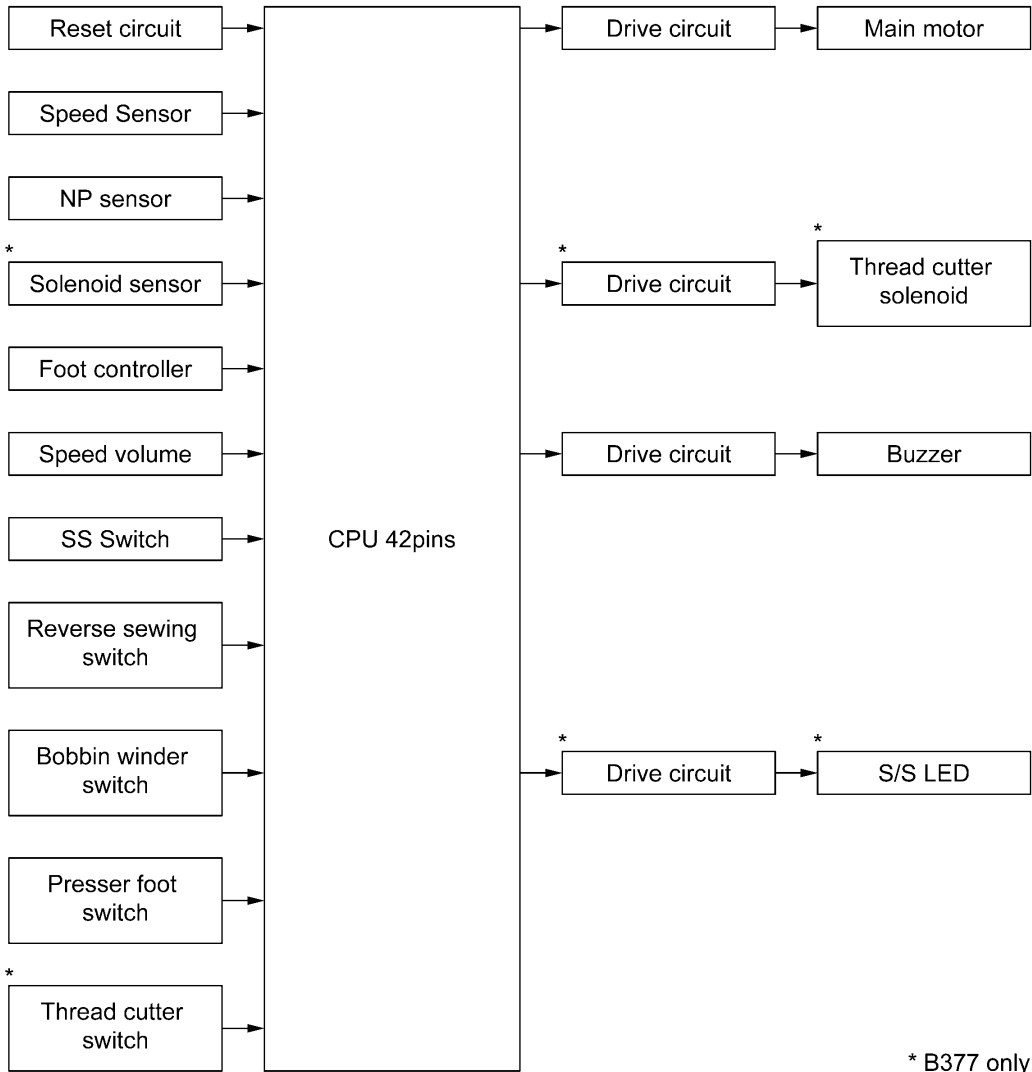 Reset circuit
Drive circuit
Main motor
Speed Sensor
NP sensor
*
Solenoid sensor
*
Drive circuit
*
Thread cutter
solenoid
Foot controller
Speed volume
Drive circuit
Buzzer
SS Switch
CPU 42pins
Reverse sewing
switch
Bobbin winder
switch
*
Drive circuit
*
S/S LED
Presser foot
switch
*
Thread cutter
switch
* B377 only